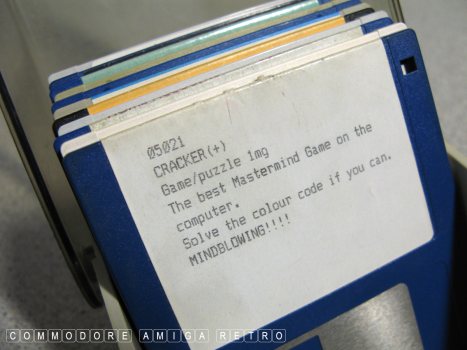 05021
CRACKER(+)
Game/puzzle 1mg
The best Mastermind Game on the
computer.
Solve the colour code if you can.
MINDBLOWING!!!!
COMMODORE AMIGA RETRO